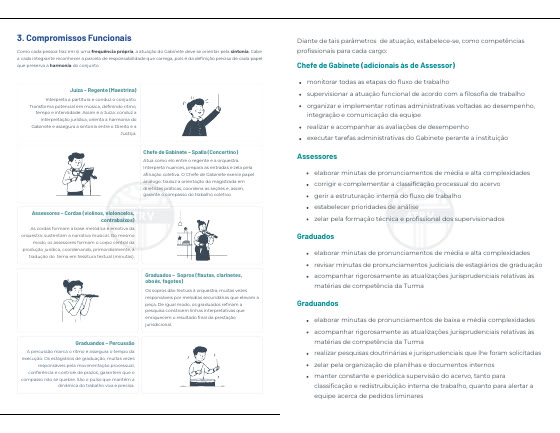 3. Compromissos Funcionais
Como cada pessoa traz em si uma frequência própria, a atuação do Gabinete deve se orientar pela sintonia. Cabe
a cada integrante reconhecer a parcela de responsabilidade que carrega, pois é da definição precisa de cada papel
que preserva a harmonia do conjunto.
Juíza – Regente (Maestrina)
Interpreta a partitura e conduz o conjunto.
Transforma potencial em música, definindo ritmo,
tempo e intensidade. Assim é a Juíza: conduz a
interpretação jurídica, orienta a harmonia do
Gabinete e assegura a sintonia entre o Direito e a
Justiça.
Chefe de Gabinete – Spalla (Concertino)
Atua como elo entre o regente e a orquestra.
Interpreta nuances, prepara as entradas e zela pela
afinação coletiva. O Chefe de Gabinete exerce papel
análogo: traduz a orientação do magistrado em
diretrizes práticas, coordena as seções e, assim,
garante o compasso do trabalho coletivo.
Assessores – Cordas (violinos, violoncelos,
contrabaixos)
As cordas formam a base melódica e emotiva da
orquestra: sustentam a narrativa musical. Do mesmo
modo, os assessores formam o corpo central da
produção jurídica, coordenando, primordialmente, a
tradução do tema em tessitura textual (minutas).
Graduados – Sopros (flautas, clarinetes,
oboés, fagotes)
Os sopros dão textura à orquestra, muitas vezes
responsáveis por melodias secundárias que elevam a
peça. De igual modo, os graduados refinam a
pesquisa e constroem linhas interpretativas que
enriquecem o resultado final da prestação
jurisdicional.
Graduandos – Percussão
A percussão marca o ritmo e assegura o tempo da
execução. Os estagiários de graduação, muitas vezes
responsáveis pela movimentação processual,
conferência e controle de prazos, garantem que o
compasso não se quebre. São o pulso que mantém a
dinâmica do trabalho viva e precisa.
Diante de tais parâmetros de atuação, estabelece-se, como competências
profissionais para cada cargo:
Chefe de Gabinete (adicionais às de Assessor)
• monitorar todas as etapas do fluxo de trabalho
• supervisionar a atuação funcional de acordo com a filosofia de trabalho
• organizar e implementar rotinas administrativas voltadas ao desempenho,
integração e comunicação da equipe
• realizar e acompanhar as avaliações de desempenho
• executar tarefas administrativas do Gabinete perante a instituição
Assessores
• elaborar minutas de pronunciamentos de média e alta complexidades
• corrigir e complementar a classificação processual do acervo
• gerir a estruturação interna do fluxo de trabalho
• estabelecer prioridades de análise
• zelar pela formação técnica e profissional dos supervisionados
Graduados
• elaborar minutas de pronunciamentos de média e alta complexidades
• revisar minutas de pronunciamentos judiciais de estagiários de graduação
• acompanhar rigorosamente as atualizações jurisprudenciais relativas às
matérias de competência da Turma
Graduandos
• elaborar minutas de pronunciamentos de baixa e média complexidades
• acompanhar rigorosamente as atualizações jurisprudenciais relativas às
matérias de competência da Turma
• realizar pesquisas doutrinárias e jurisprudenciais que lhe foram solicitadas
• zelar pela organização de planilhas e documentos internos
• manter constante e periódica supervisão do acervo, tanto para
classificação e redistribuição interna de trabalho, quanto para alertar a
equipe acerca de pedidos liminares